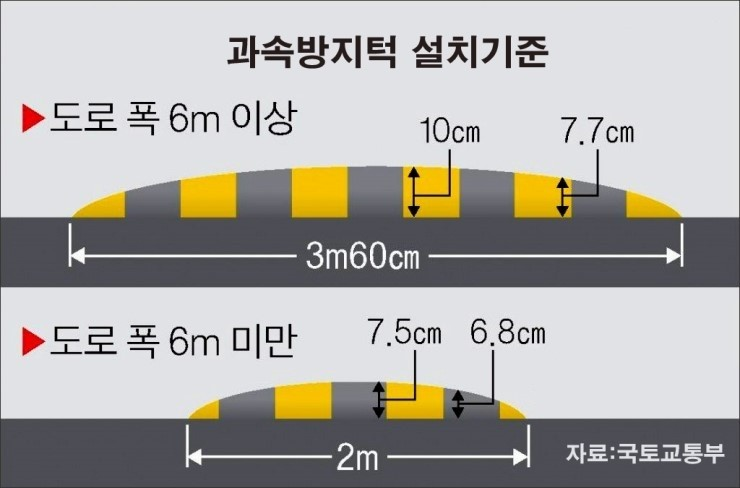 과속방지턱 설치기준
▶도로 폭 6m 이상
10㎝
7.7㎝
3m60㎝
▶도로 폭 6m 미만
7.5㎝
6.8㎝
2m
자료:국토교통부